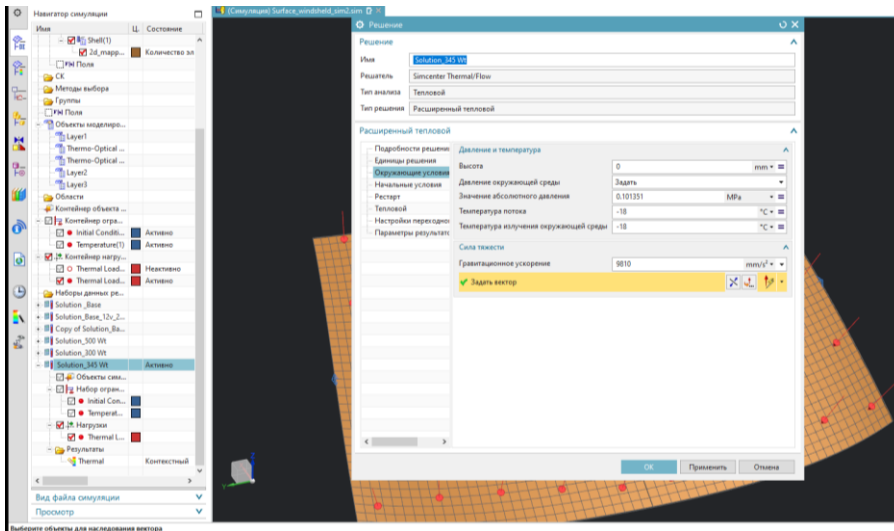 Навигатор симуляции
Имя Ц. Состояние
Shell(1)
2d_mapp... Количество эл
Поля
СК
Методы выбора
Группы
Поля
Объекты моделиро...
Layer1
Thermo-Optical ...
Thermo-Optical ...
Layer2
Layer3
Области
Контейнер объекта ...
Контейнер огра...
Initial Conditi... Активно
Temperature(1) Активно
Контейнер нагру...
Thermal Load... Неактивно
Thermal Load... Активно
Наборы данных ре...
Solution _Base
Solution_Base_12v_2...
Copy of Solution_Ba...
Solution_500 Wt
Solution_300 Wt
Solution_345 Wt Активно
Объекты сим...
Набор огран...
Initial Con...
Temperat...
Нагрузки
Thermal L...
Результаты
Thermal Контекстный
Вид файла симуляции
Просмотр
Выберите объекты для наследования вектора
(Симуляция) Surface_windsheld_sim2.sim
Решение
Решение
Имя Solution_345 Wt
Решатель Simcenter Thermal/Flow
Тип анализа Тепловой
Тип решения Расширенный тепловой
Расширенный тепловой
Подробности решени
Единицы решения
Окружающие условия
Начальные условия
Рестарт
Тепловой
Настройки переходно
Параметры результато
Давление и температура
Высота 0 mm
Давление окружающей среды Задать
Значение абсолютного давления 0.101351 MPa
Температура потока -18 °C
Температура излучения окружающей среды -18 °C
Сила тяжести
Гравитационное ускорение 9810 mm/s²
Задать вектор
ОК Применить Отмена